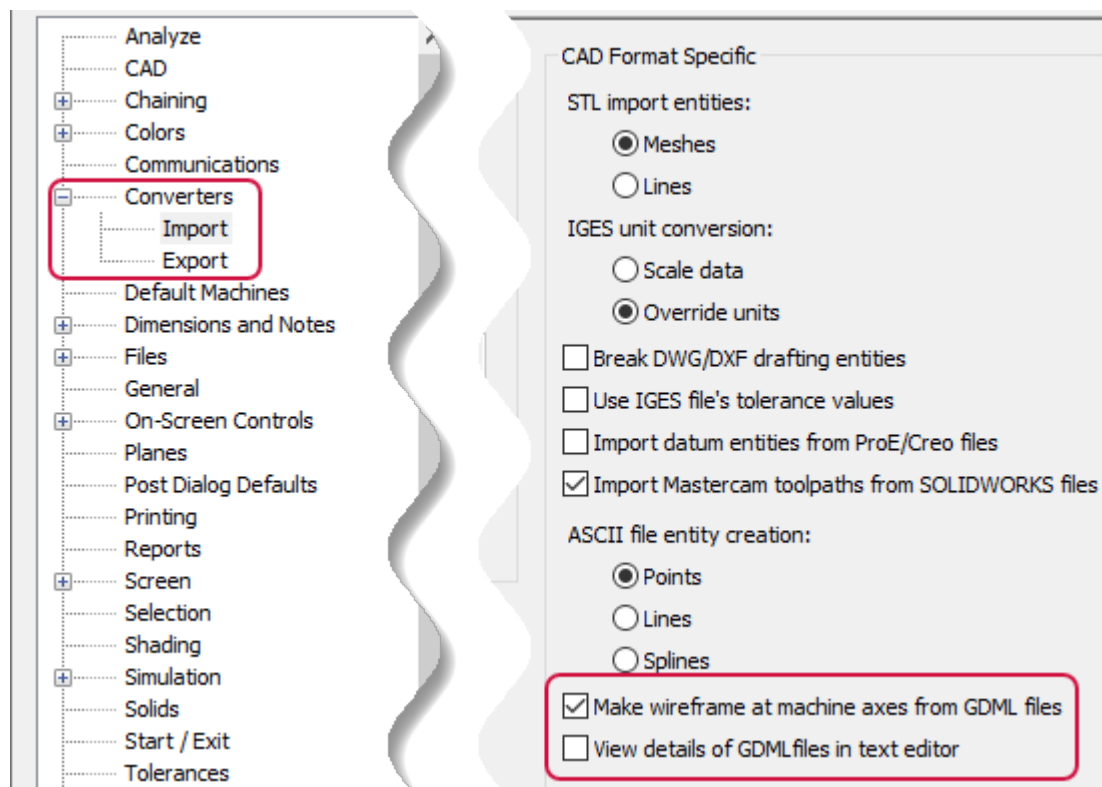 Analyze
CAD
Chaining
Colors
Communications
Converters
Import
Export
Default Machines
Dimensions and Notes
Files
General
On-Screen Controls
Planes
Post Dialog Defaults
Printing
Reports
Screen
Selection
Shading
Simulation
Solids
Start / Exit
Tolerances
CAD Format Specific
STL import entities:
Meshes
Lines
IGES unit conversion:
Scale data
Override units
Break DWG/DXF drafting entities
Use IGES file's tolerance values
Import datum entities from ProE/Creo files
Import Mastercam toolpaths from SOLIDWORKS files
ASCII file entity creation:
Points
Lines
Splines
Make wireframe at machine axes from GDML files
View details of GDMLfiles in text editor